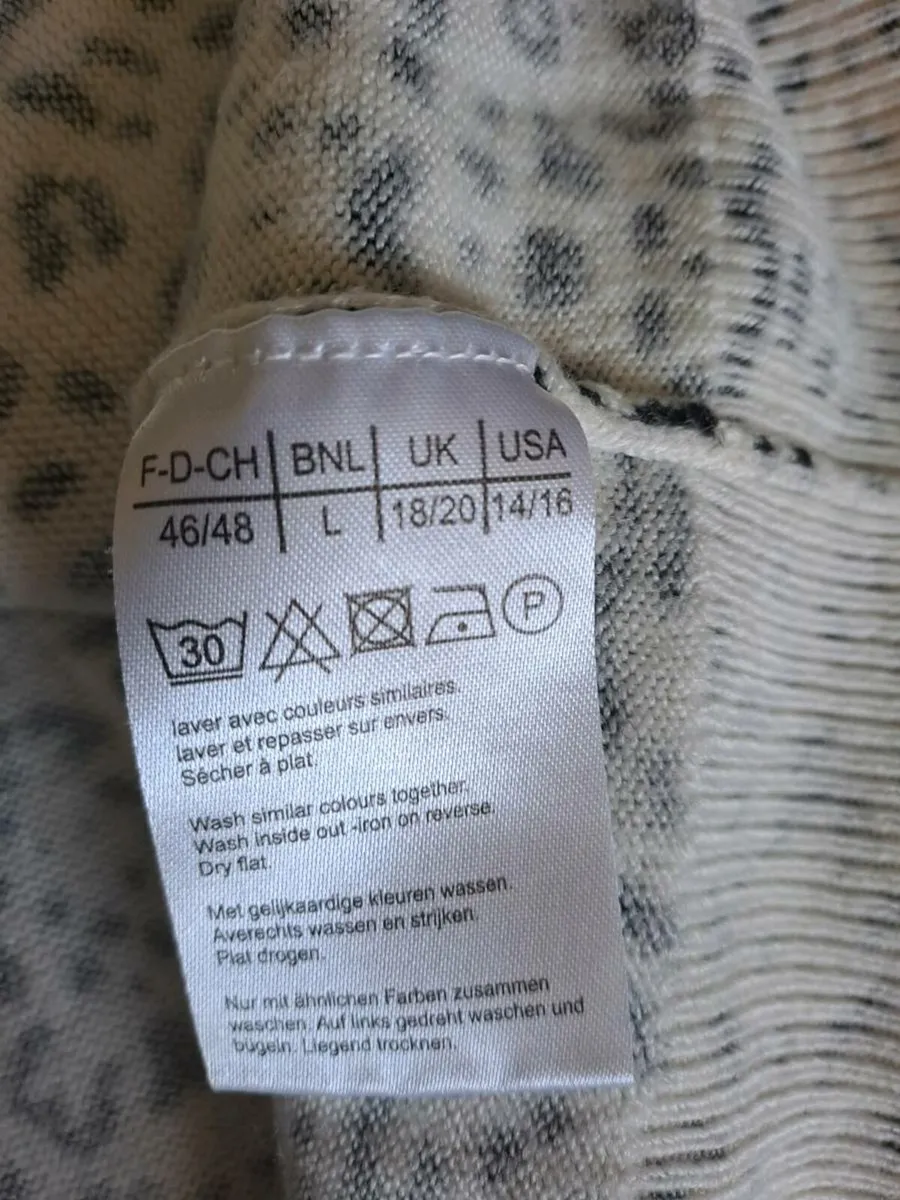 F-D-CH BNL UK USA
46/48 L 18/20 14/16
30 P
laver avec couleurs similaires.
laver et repasser sur envers.
Sécher à plat.
Wash similar colours together.
Wash inside out -iron on reverse.
Dry flat.
Met gelijkaardige kleuren wassen.
Averechts wassen en strijken.
Plat drogen.
Nur mit ähnlichen Farben zusammen
waschen. Auf links gedreht waschen und
bügeln. Liegend trocknen.